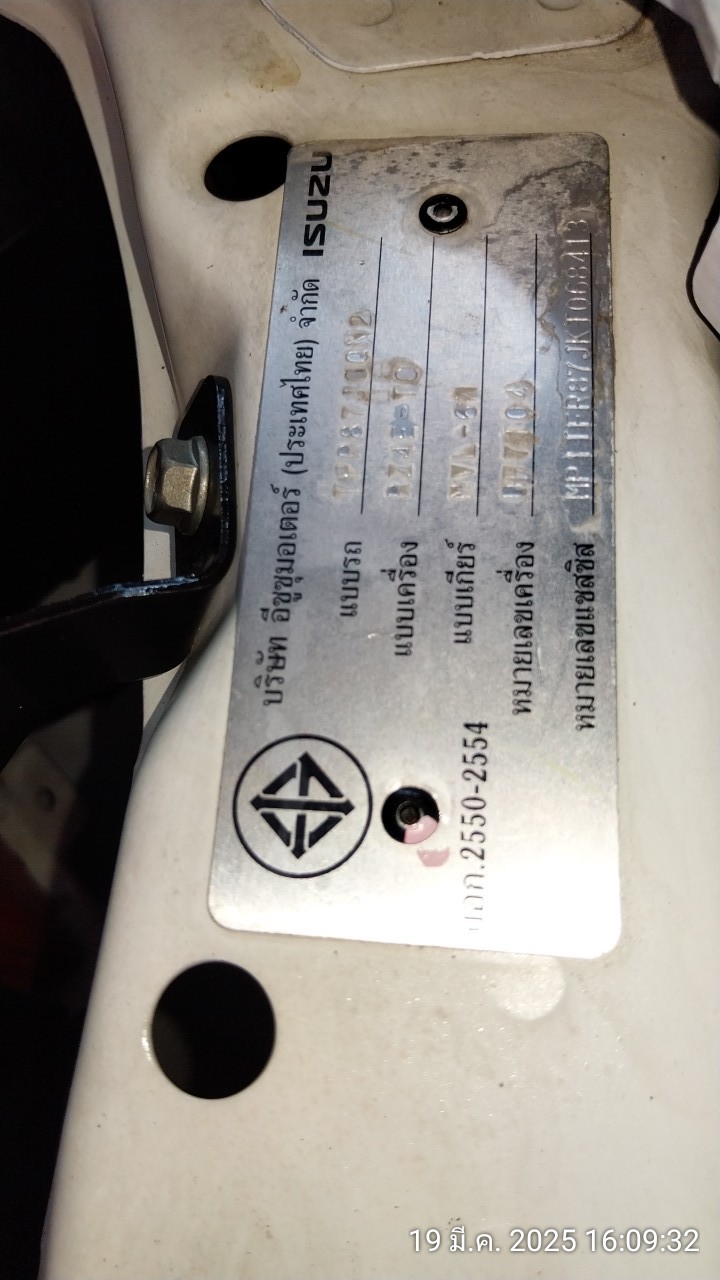 บริษัท อีซูซุมอเตอร์ (ประเทศไทย) จำกัด ISUZU
แบบรถ
แบบเครื่อง RZ4E-TC
แบบเกียร์
มอก.2550-2554
หมายเลขเครื่อง
หมายเลขแชสซิส MP1TFR87JKT068413
19 มี.ค. 2025 16:09:32